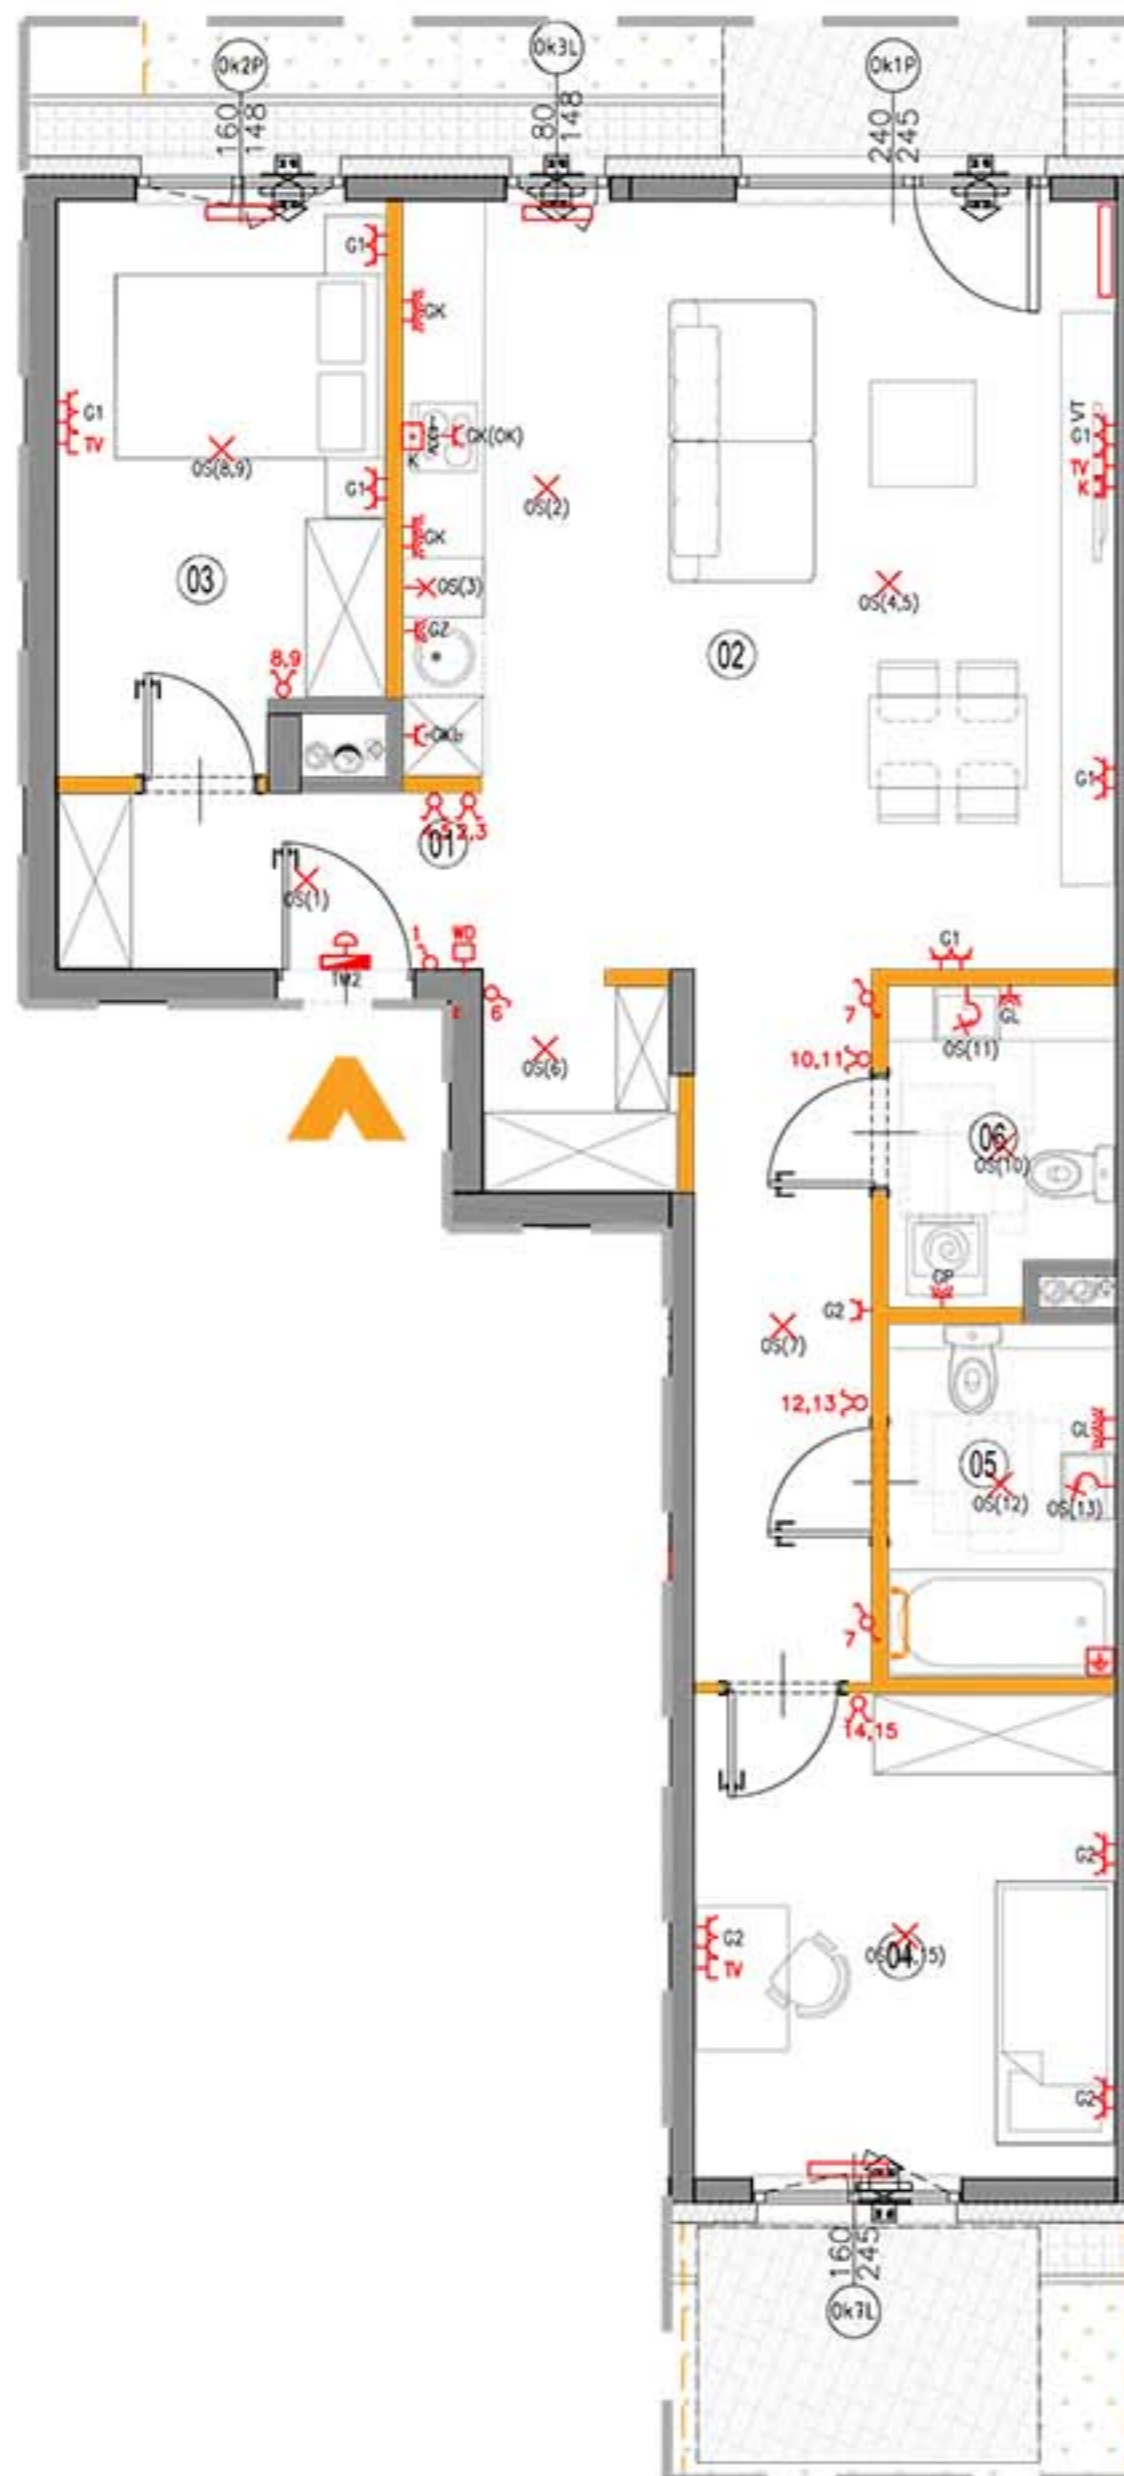 Ok2P
Ok3L
Ok1P
160
148
80
148
240
245
G1
GK
G1
TV
OS(8,9)
K
GK(OK)
VT
G1
TV
K
G1
OS(2)
GK
03
OS(3)
OS(4,5)
GZ
02
8,9
G1
2,3
01
OS(1)
1
WD
TM2
G1
6
7
GL
OS(11)
OS(6)
10,11
06
OS(10)
GP
G2
OS(7)
12,13
GL
05
OS(12)
OS(13)
7
14,15
G2
G2
TV
04
G2
160
245
Ok7L